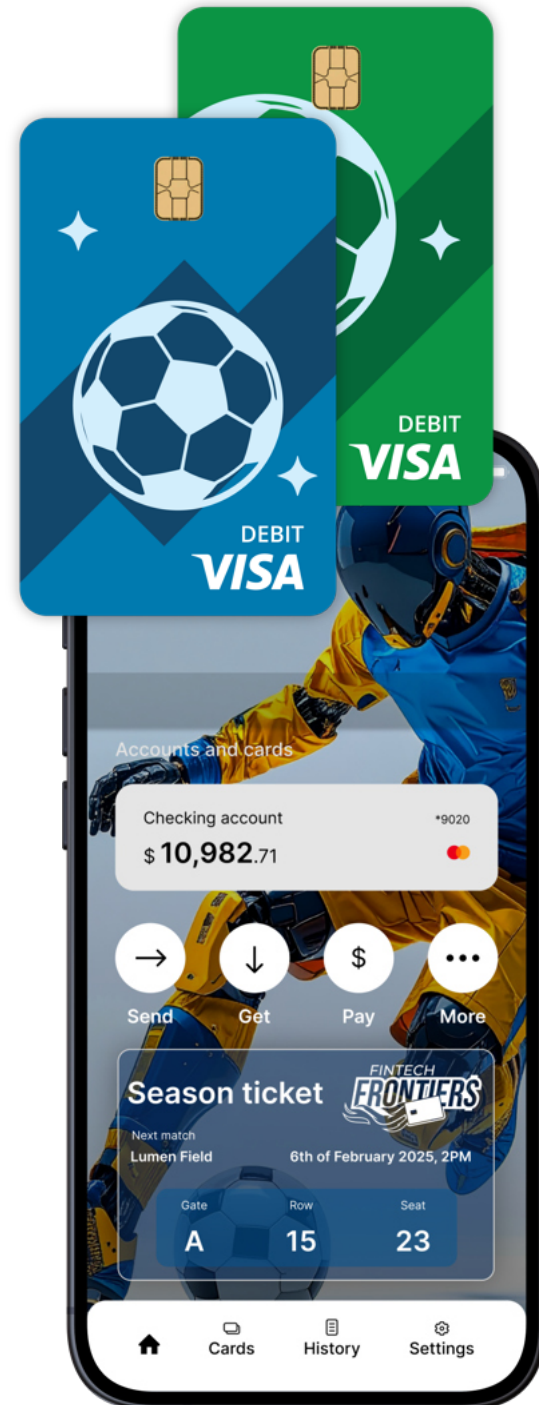 DEBIT
VISA
DEBIT
VISA
Accounts and cards
Checking account *9020
$ 10,982.71
→ ↓ $ •••
Send Get Pay More
Season ticket
FINTECH
FRONTIERS
Next match
Lumen Field 6th of February 2025, 2PM
Gate Row Seat
A 15 23
Cards History Settings